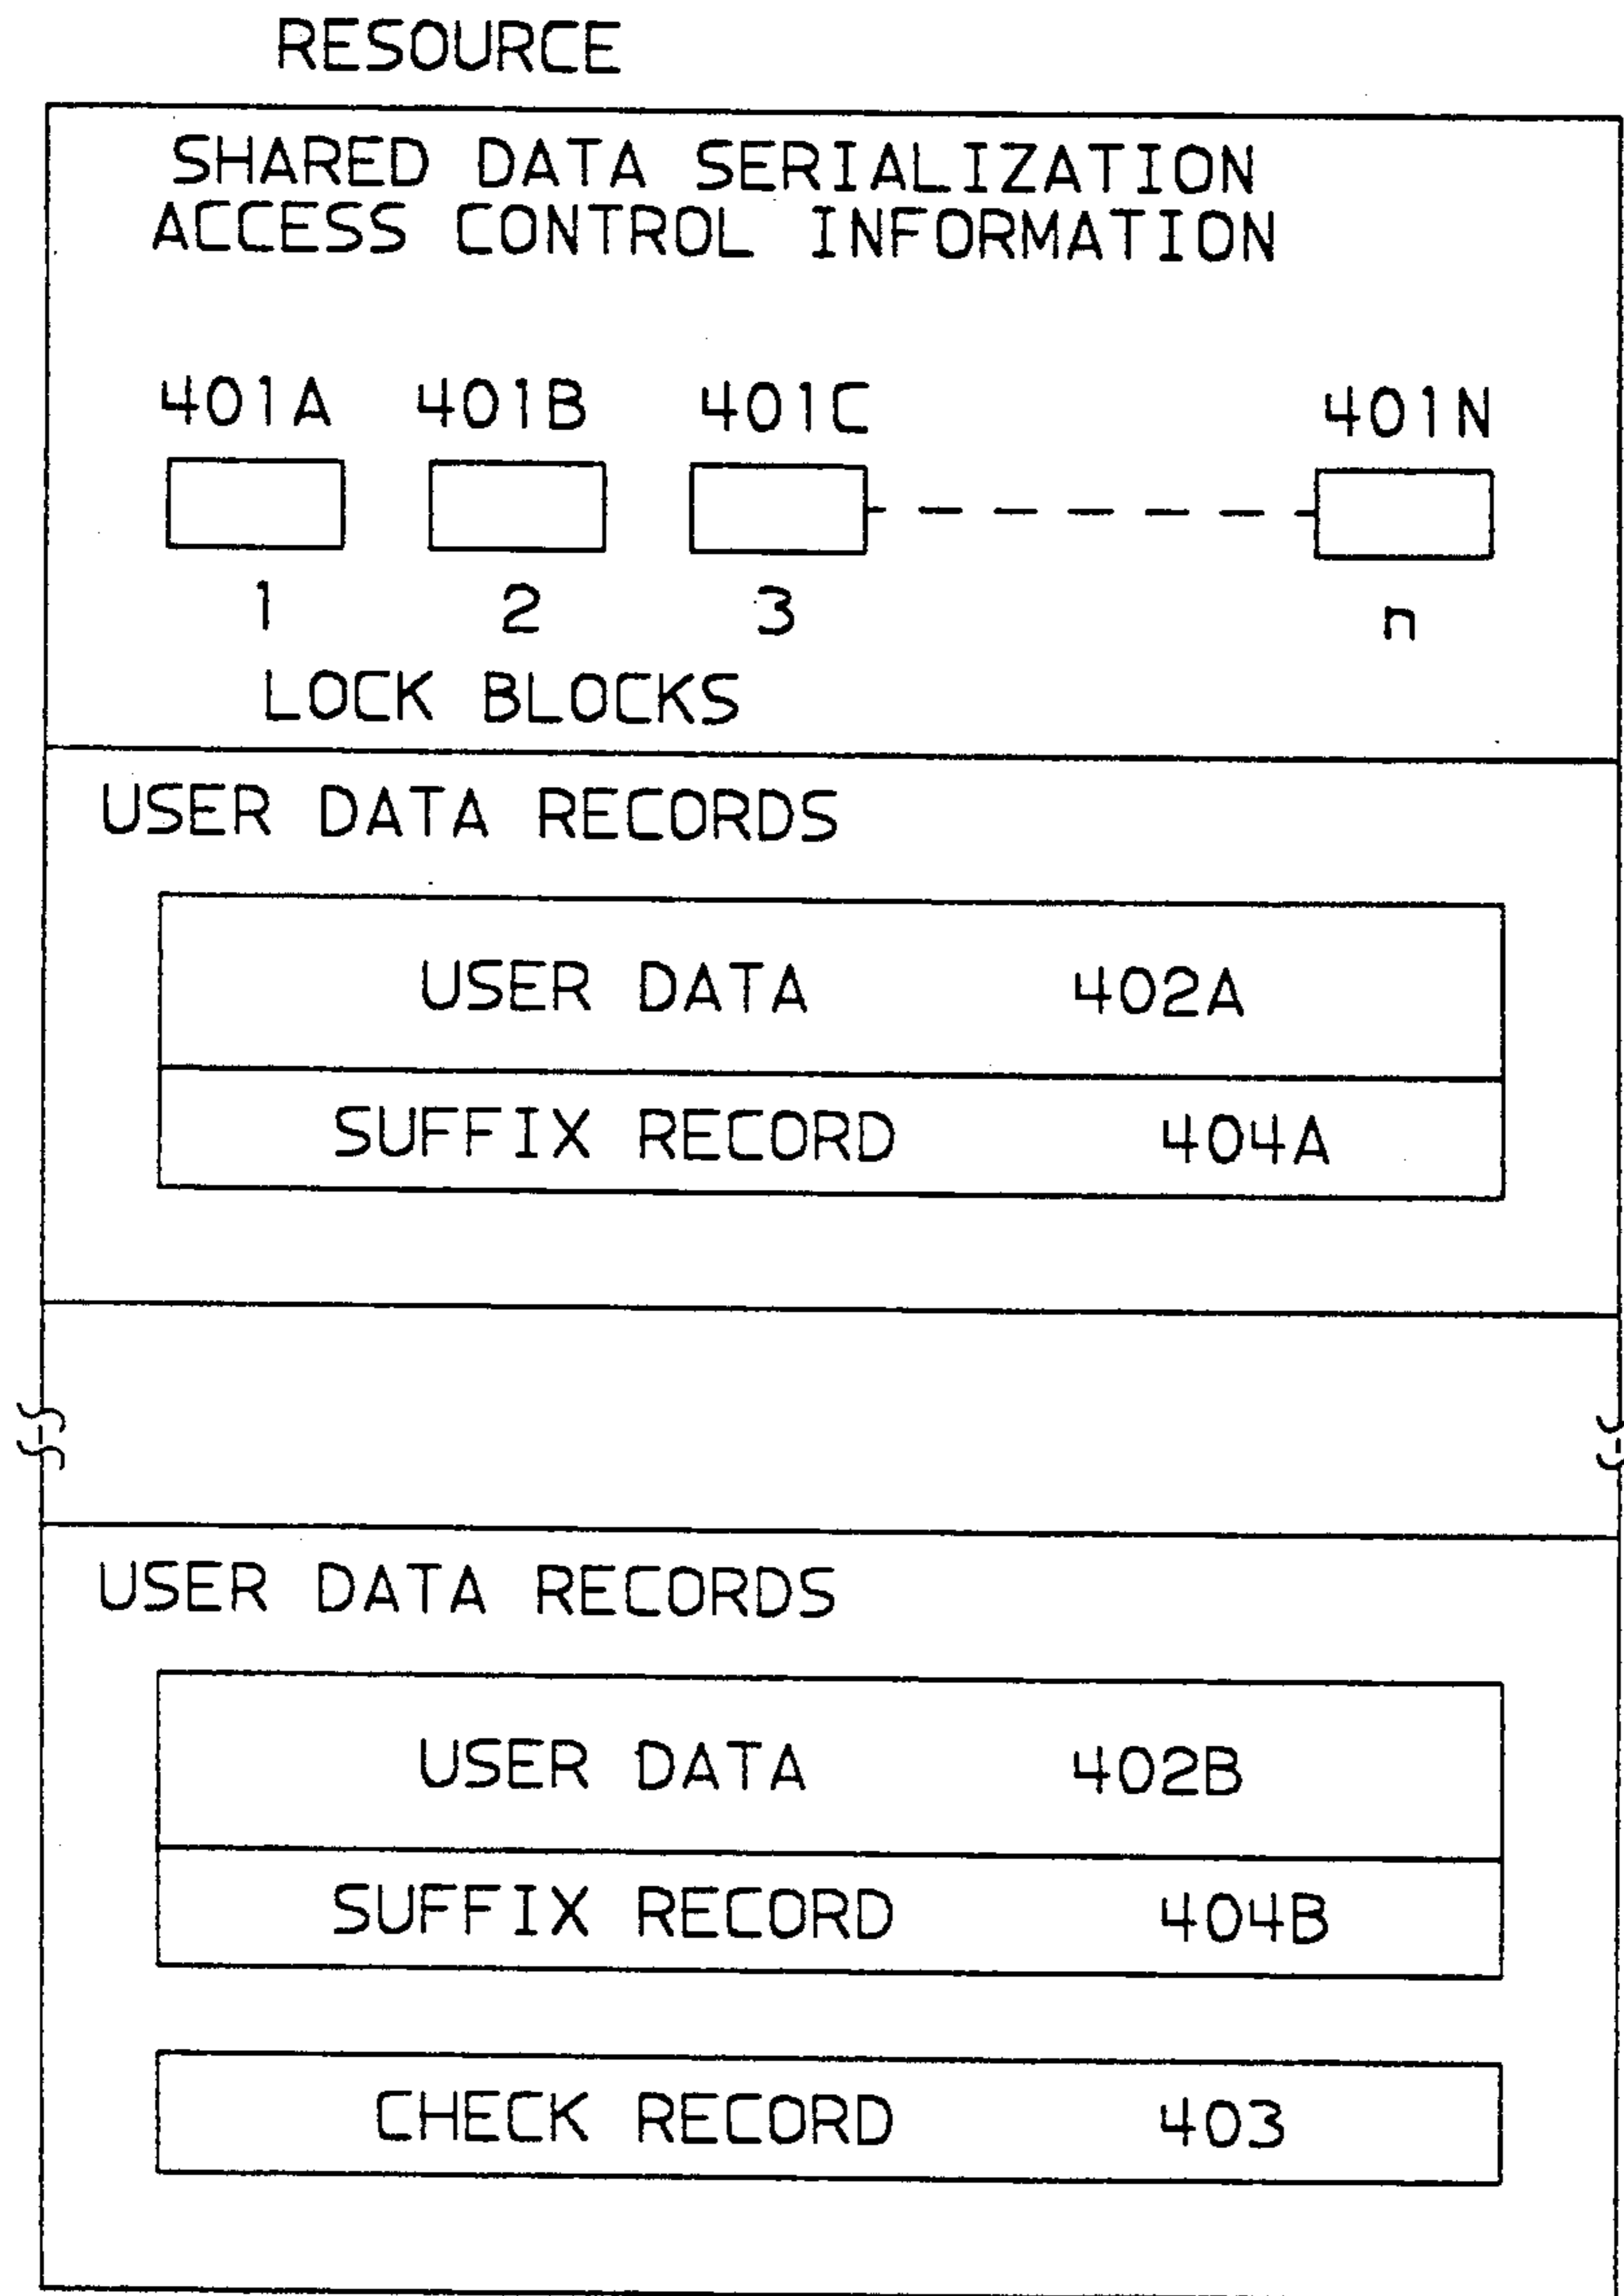 RESOURCE
SHARED DATA SERIALIZATION
ACCESS CONTROL INFORMATION
401A 401B 401C 401N
1 2 3 n
LOCK BLOCKS
USER DATA RECORDS
USER DATA 402A
SUFFIX RECORD 404A
USER DATA RECORDS
USER DATA 402B
SUFFIX RECORD 404B
CHECK RECORD 403